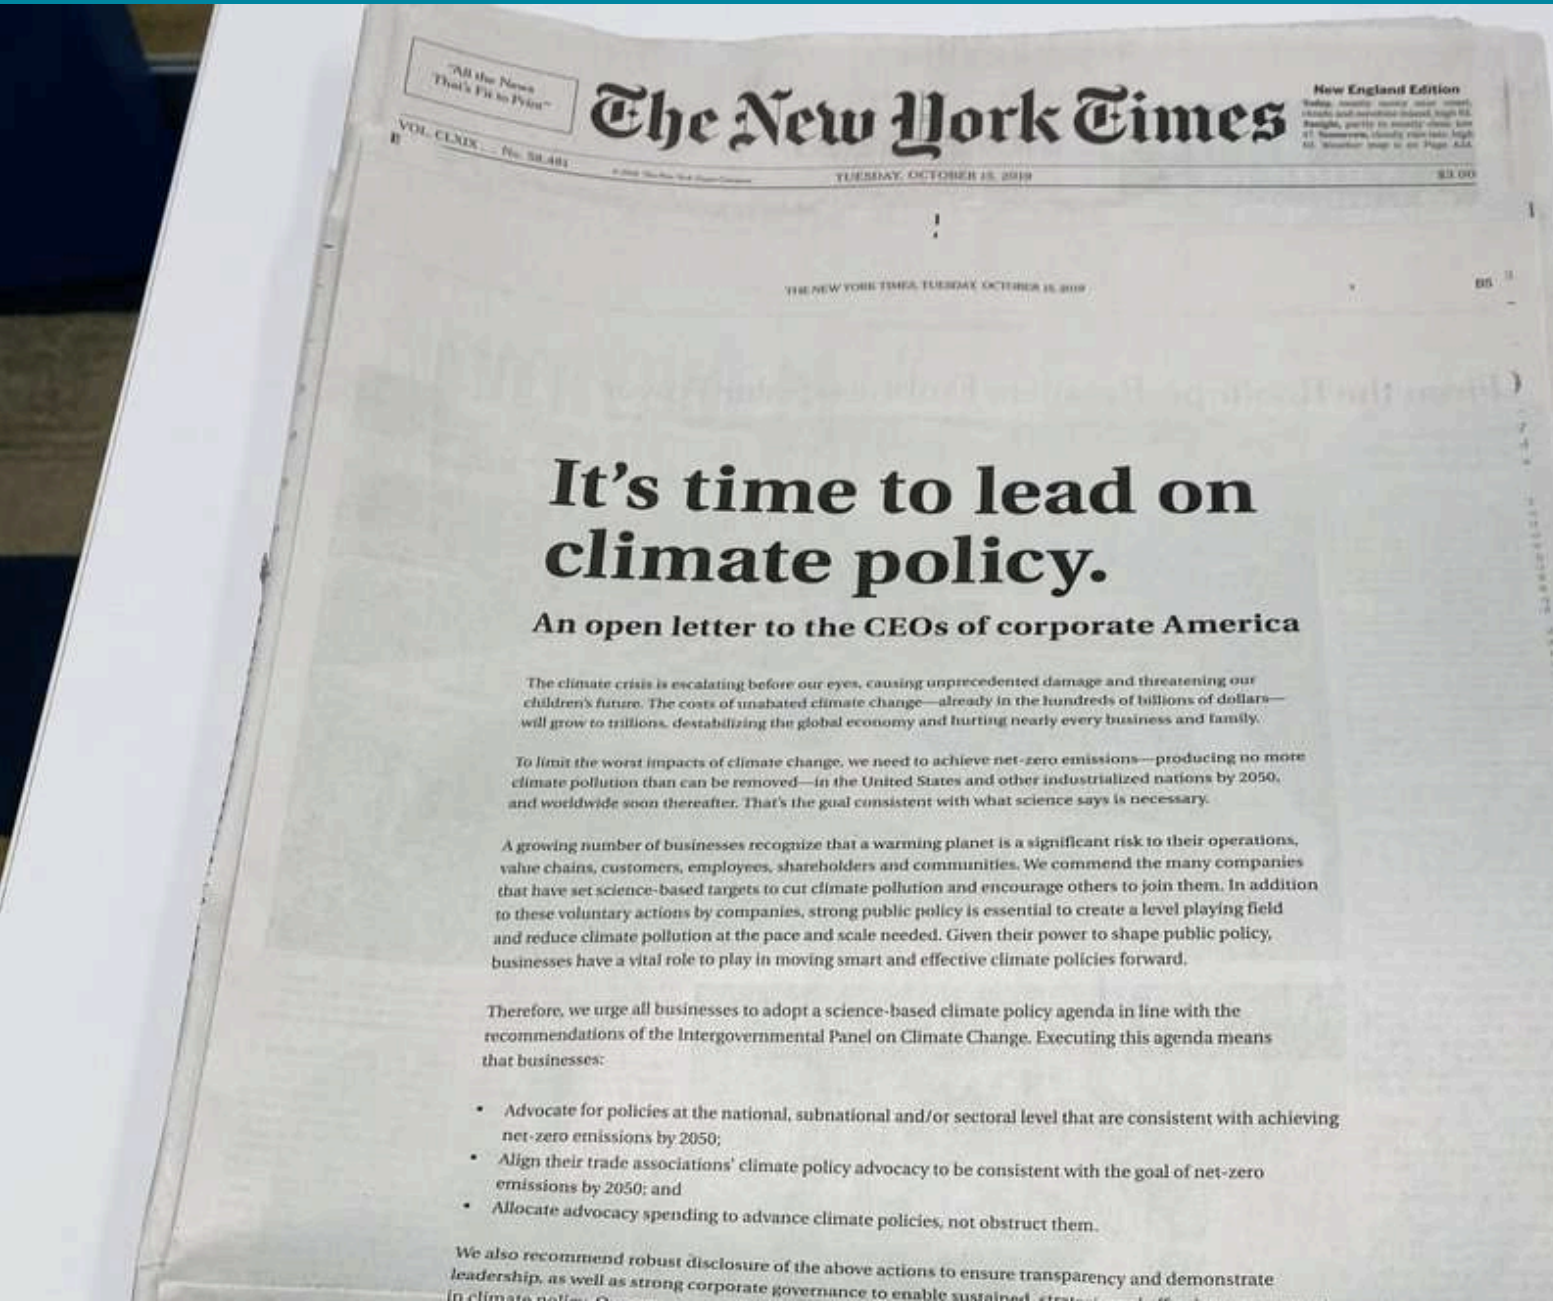 "All the News
That's Fit to Print"
The New York Times
New England Edition
VOL. CLXIX . . . No. 58,481
TUESDAY, OCTOBER 15, 2019
$3.00
THE NEW YORK TIMES, TUESDAY, OCTOBER 15, 2019
B5
It's time to lead on
climate policy.
An open letter to the CEOs of corporate America
The climate crisis is escalating before our eyes, causing unprecedented damage and threatening our
children's future. The costs of unabated climate change—already in the hundreds of billions of dollars—
will grow to trillions, destabilizing the global economy and hurting nearly every business and family.
To limit the worst impacts of climate change, we need to achieve net-zero emissions—producing no more
climate pollution than can be removed—in the United States and other industrialized nations by 2050,
and worldwide soon thereafter. That's the goal consistent with what science says is necessary.
A growing number of businesses recognize that a warming planet is a significant risk to their operations,
value chains, customers, employees, shareholders and communities. We commend the many companies
that have set science-based targets to cut climate pollution and encourage others to join them. In addition
to these voluntary actions by companies, strong public policy is essential to create a level playing field
and reduce climate pollution at the pace and scale needed. Given their power to shape public policy,
businesses have a vital role to play in moving smart and effective climate policies forward.
Therefore, we urge all businesses to adopt a science-based climate policy agenda in line with the
recommendations of the Intergovernmental Panel on Climate Change. Executing this agenda means
that businesses:
• Advocate for policies at the national, subnational and/or sectoral level that are consistent with achieving
net-zero emissions by 2050;
• Align their trade associations' climate policy advocacy to be consistent with the goal of net-zero
emissions by 2050; and
• Allocate advocacy spending to advance climate policies, not obstruct them.
We also recommend robust disclosure of the above actions to ensure transparency and demonstrate
leadership, as well as strong corporate governance to enable sustained,
in climate policy.